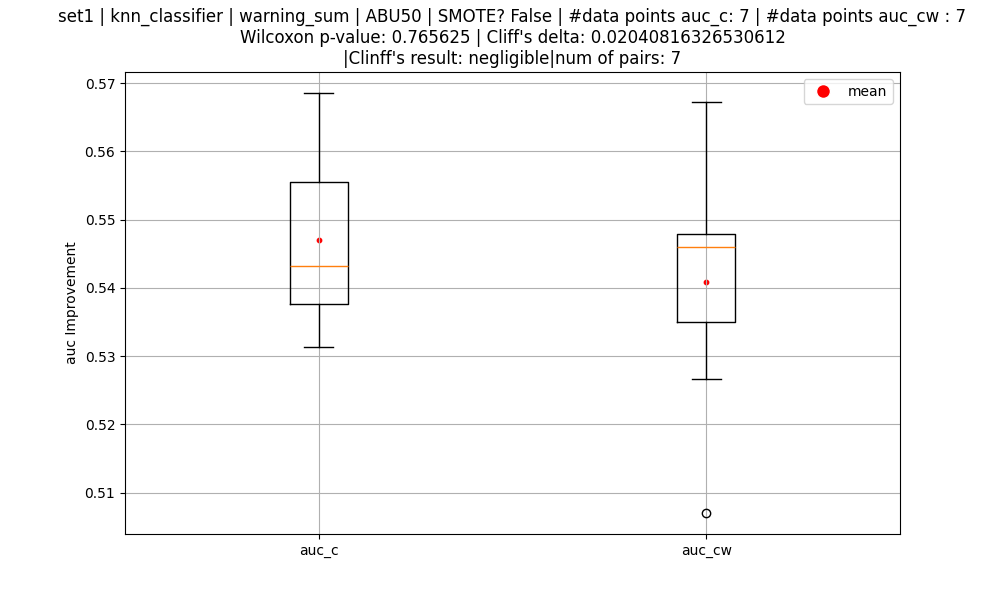 set1 | knn_classifier | warning_sum | ABU50 | SMOTE? False | #data points auc_c: 7 | #data points auc_cw : 7
Wilcoxon p-value: 0.765625 | Cliff's delta: 0.02040816326530612
|Clinff's result: negligible|num of pairs: 7
mean
0.57
0.56
0.55
0.54
0.53
0.52
0.51
auc Improvement
auc_c
auc_cw